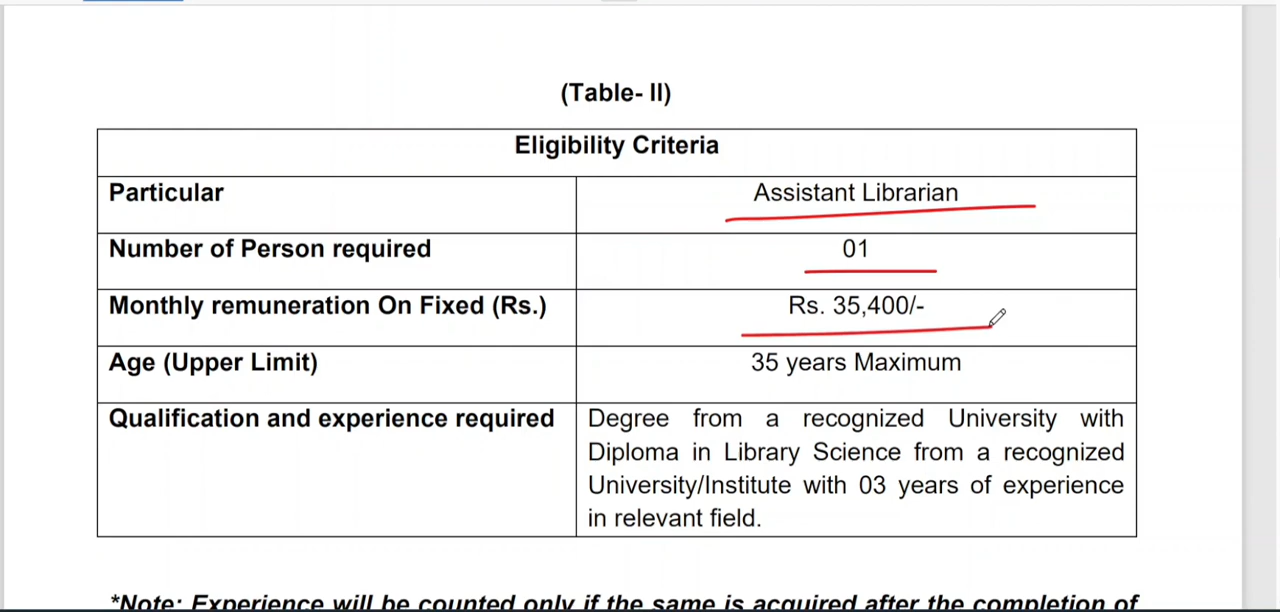 (Table- II)
Eligibility Criteria
Particular Assistant Librarian
Number of Person required 01
Monthly remuneration On Fixed (Rs.) Rs. 35,400/-
Age (Upper Limit) 35 years Maximum
Qualification and experience required Degree from a recognized University with
Diploma in Library Science from a recognized
University/Institute with 03 years of experience
in relevant field.
*Note: Experience will be counted only if the same is acquired after the completion of